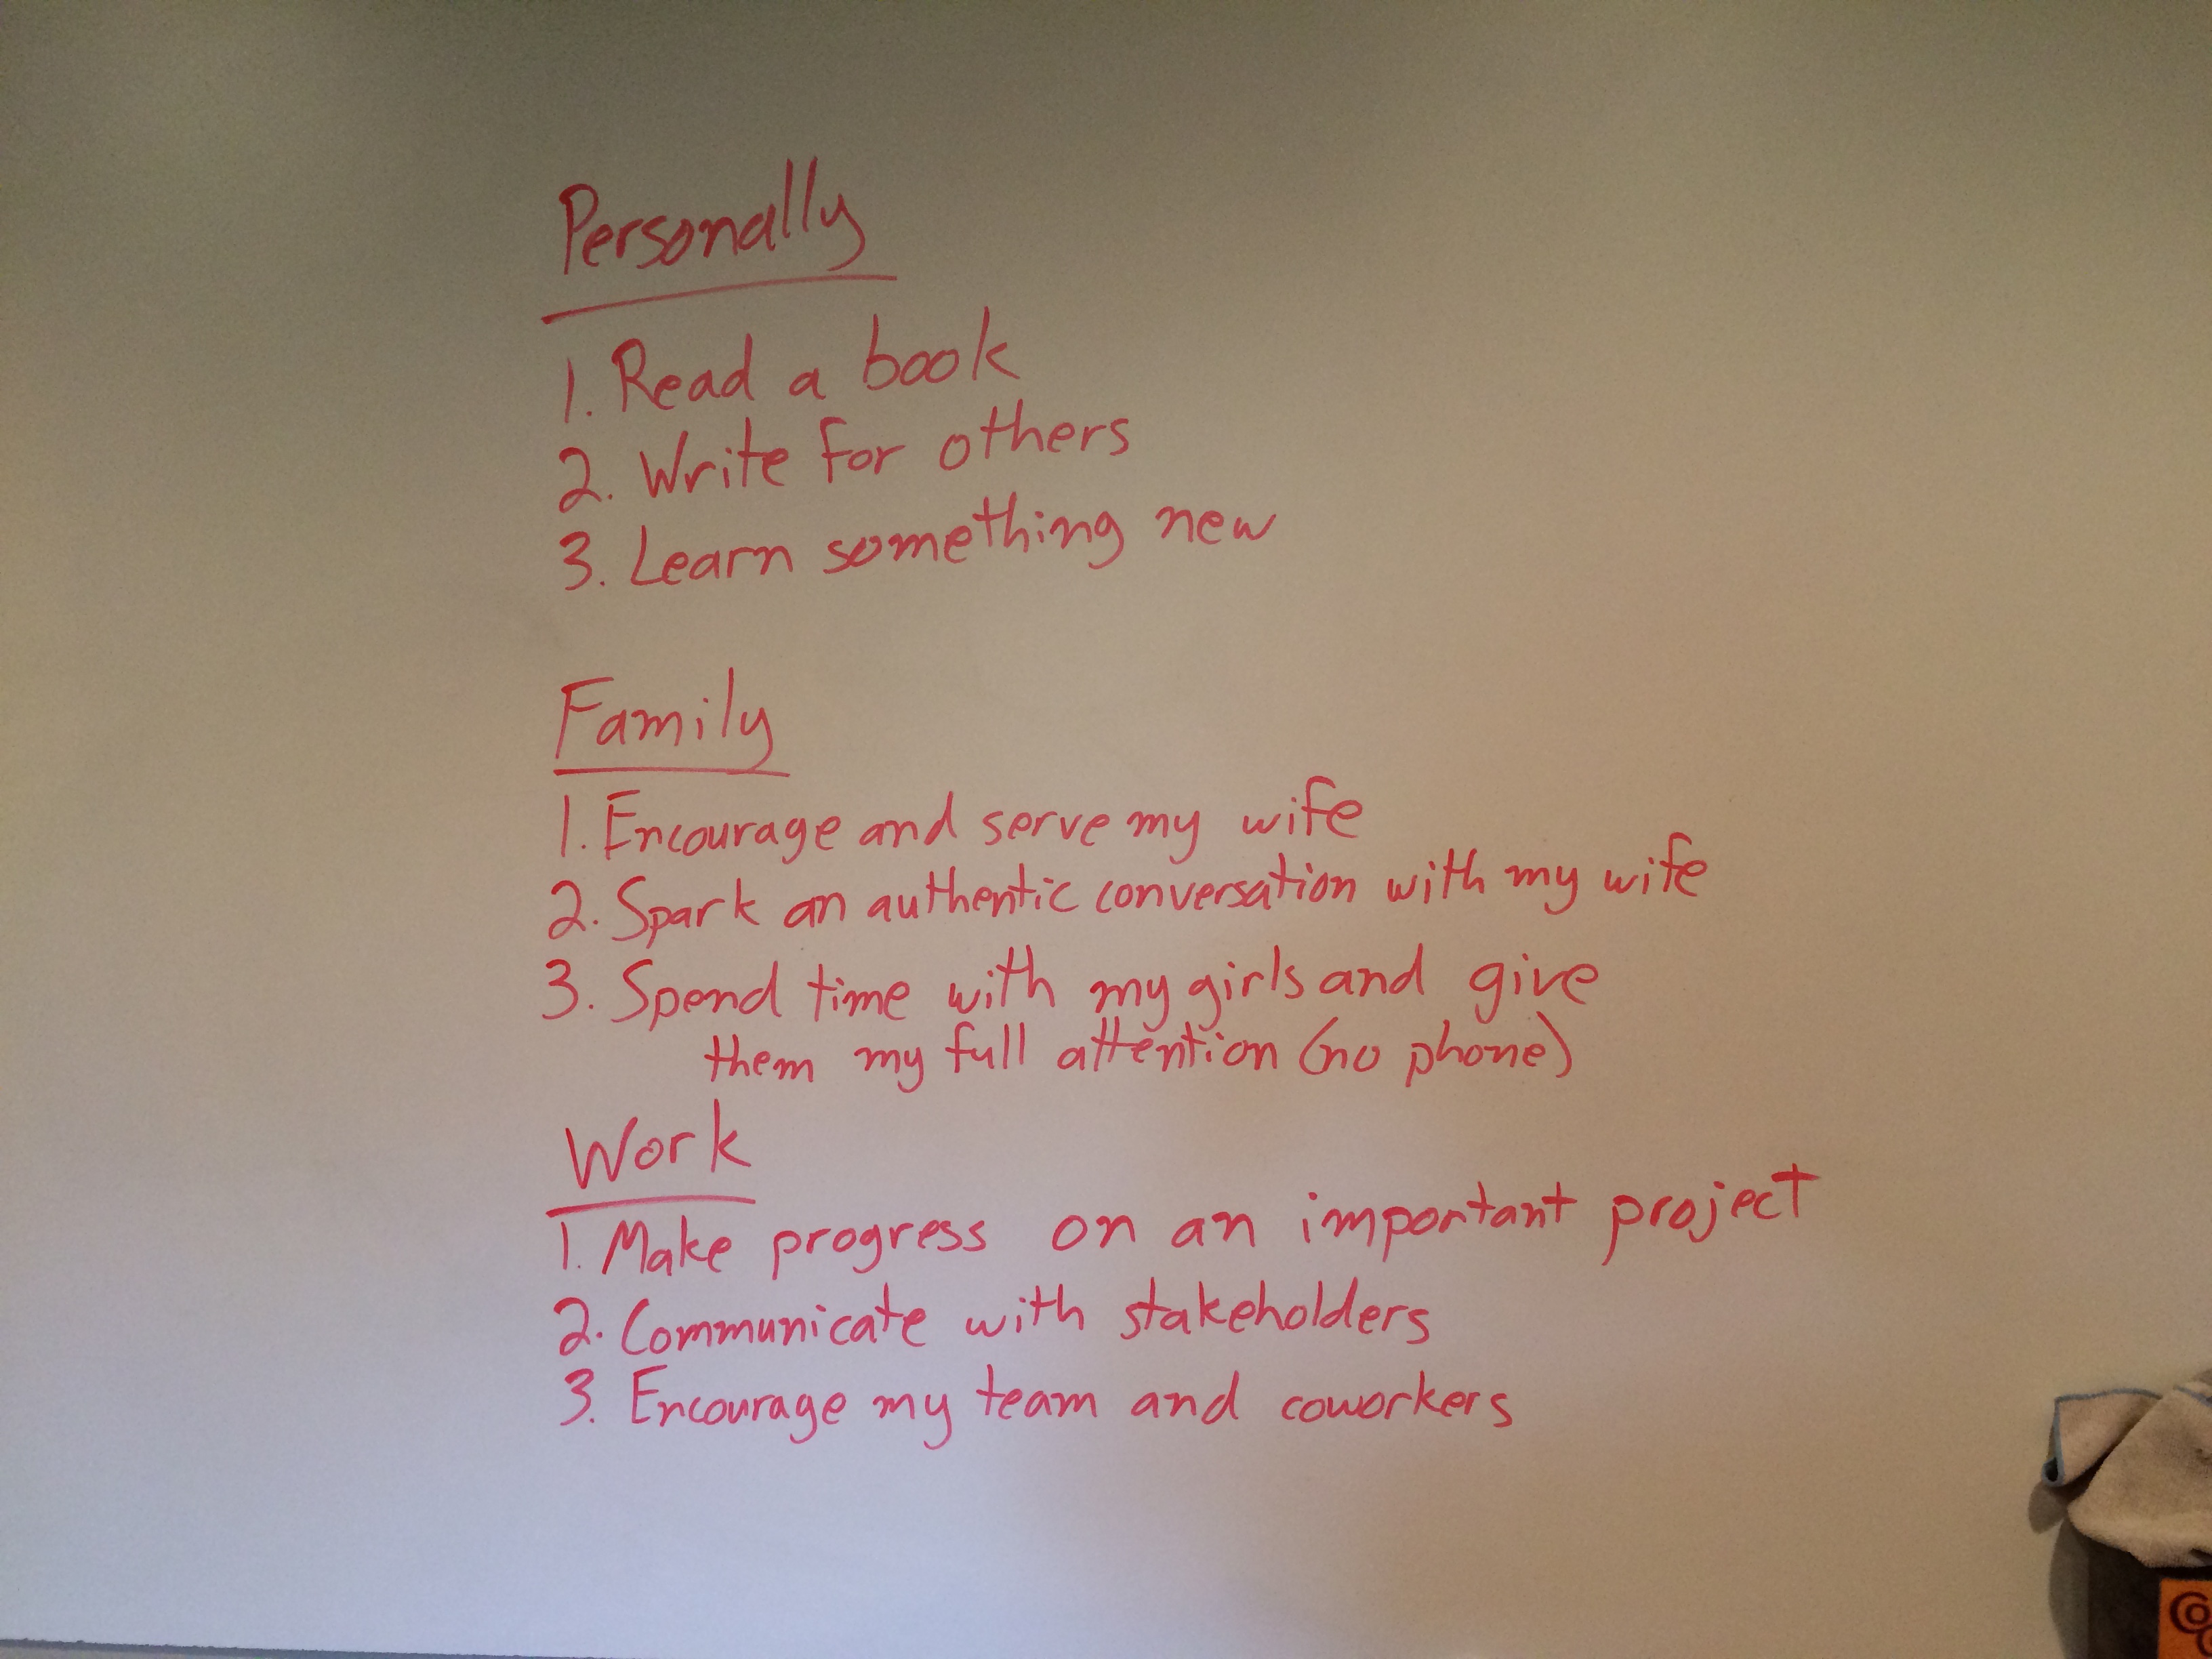 Personally
1. Read a book
2. Write for others
3. Learn something new
Family
1. Encourage and serve my wife
2. Spark an authentic conversation with my wife
3. Spend time with my girls and give
them my full attention (no phone)
Work
1. Make progress on an important project
2. Communicate with stakeholders
3. Encourage my team and coworkers